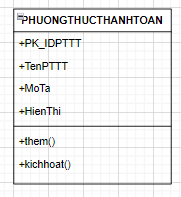 PHUONGTHUCTHANHTOAN
+PK_IDPTTT
+TenPTTT
+MoTa
+HienThi
+them()
+kichhoat()